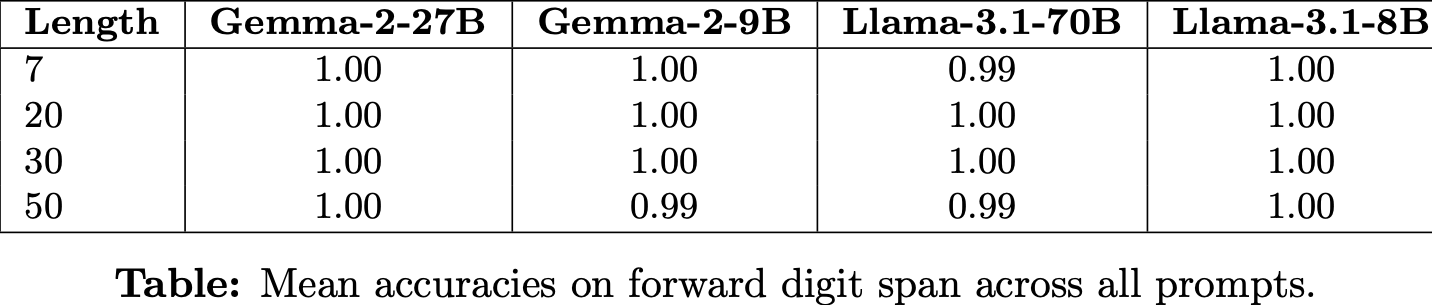 Length Gemma-2-27B Gemma-2-9B Llama-3.1-70B Llama-3.1-8B
7 1.00 1.00 0.99 1.00
20 1.00 1.00 1.00 1.00
30 1.00 1.00 1.00 1.00
50 1.00 0.99 0.99 1.00
Table: Mean accuracies on forward digit span across all prompts.